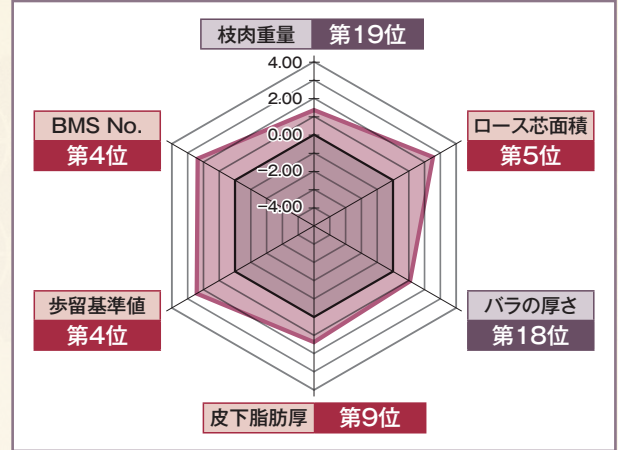 枝肉重量 第19位
4.00
2.00
0.00
−2.00
−4.00
BMS No.
第4位
ロース芯面積
第5位
歩留基準値
第4位
バラの厚さ
第18位
皮下脂肪厚 第9位